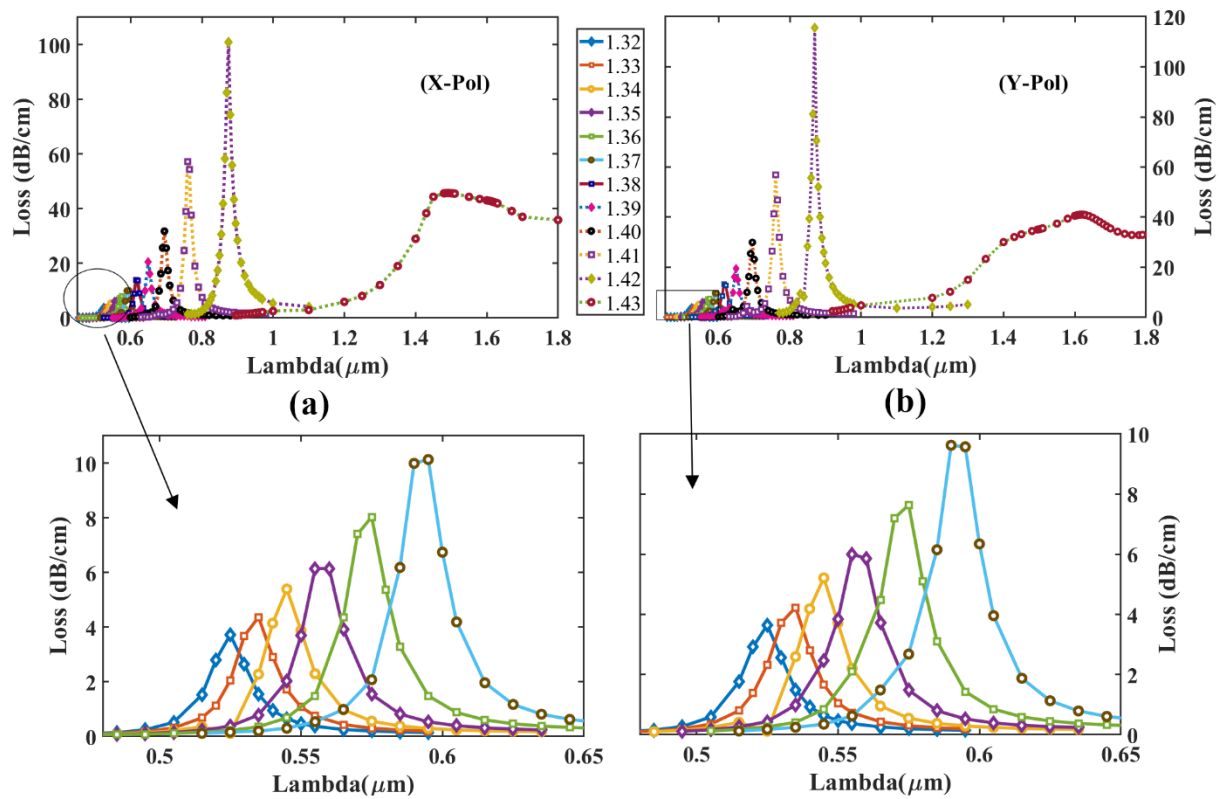 100
80
60
40
20
0
Loss (dB/cm)
(X-Pol)
0.6 0.8 1 1.2 1.4 1.6 1.8
Lambda(μm)
(a)
1.32
1.33
1.34
1.35
1.36
1.37
1.38
1.39
1.40
1.41
1.42
1.43
(Y-Pol)
120
100
80
60
40
20
0
Loss (dB/cm)
0.6 0.8 1 1.2 1.4 1.6 1.8
Lambda(μm)
(b)
10
8
6
4
2
0
Loss (dB/cm)
0.5 0.55 0.6 0.65
Lambda(μm)
10
8
6
4
2
0
Loss (dB/cm)
0.5 0.55 0.6 0.65
Lambda(μm)